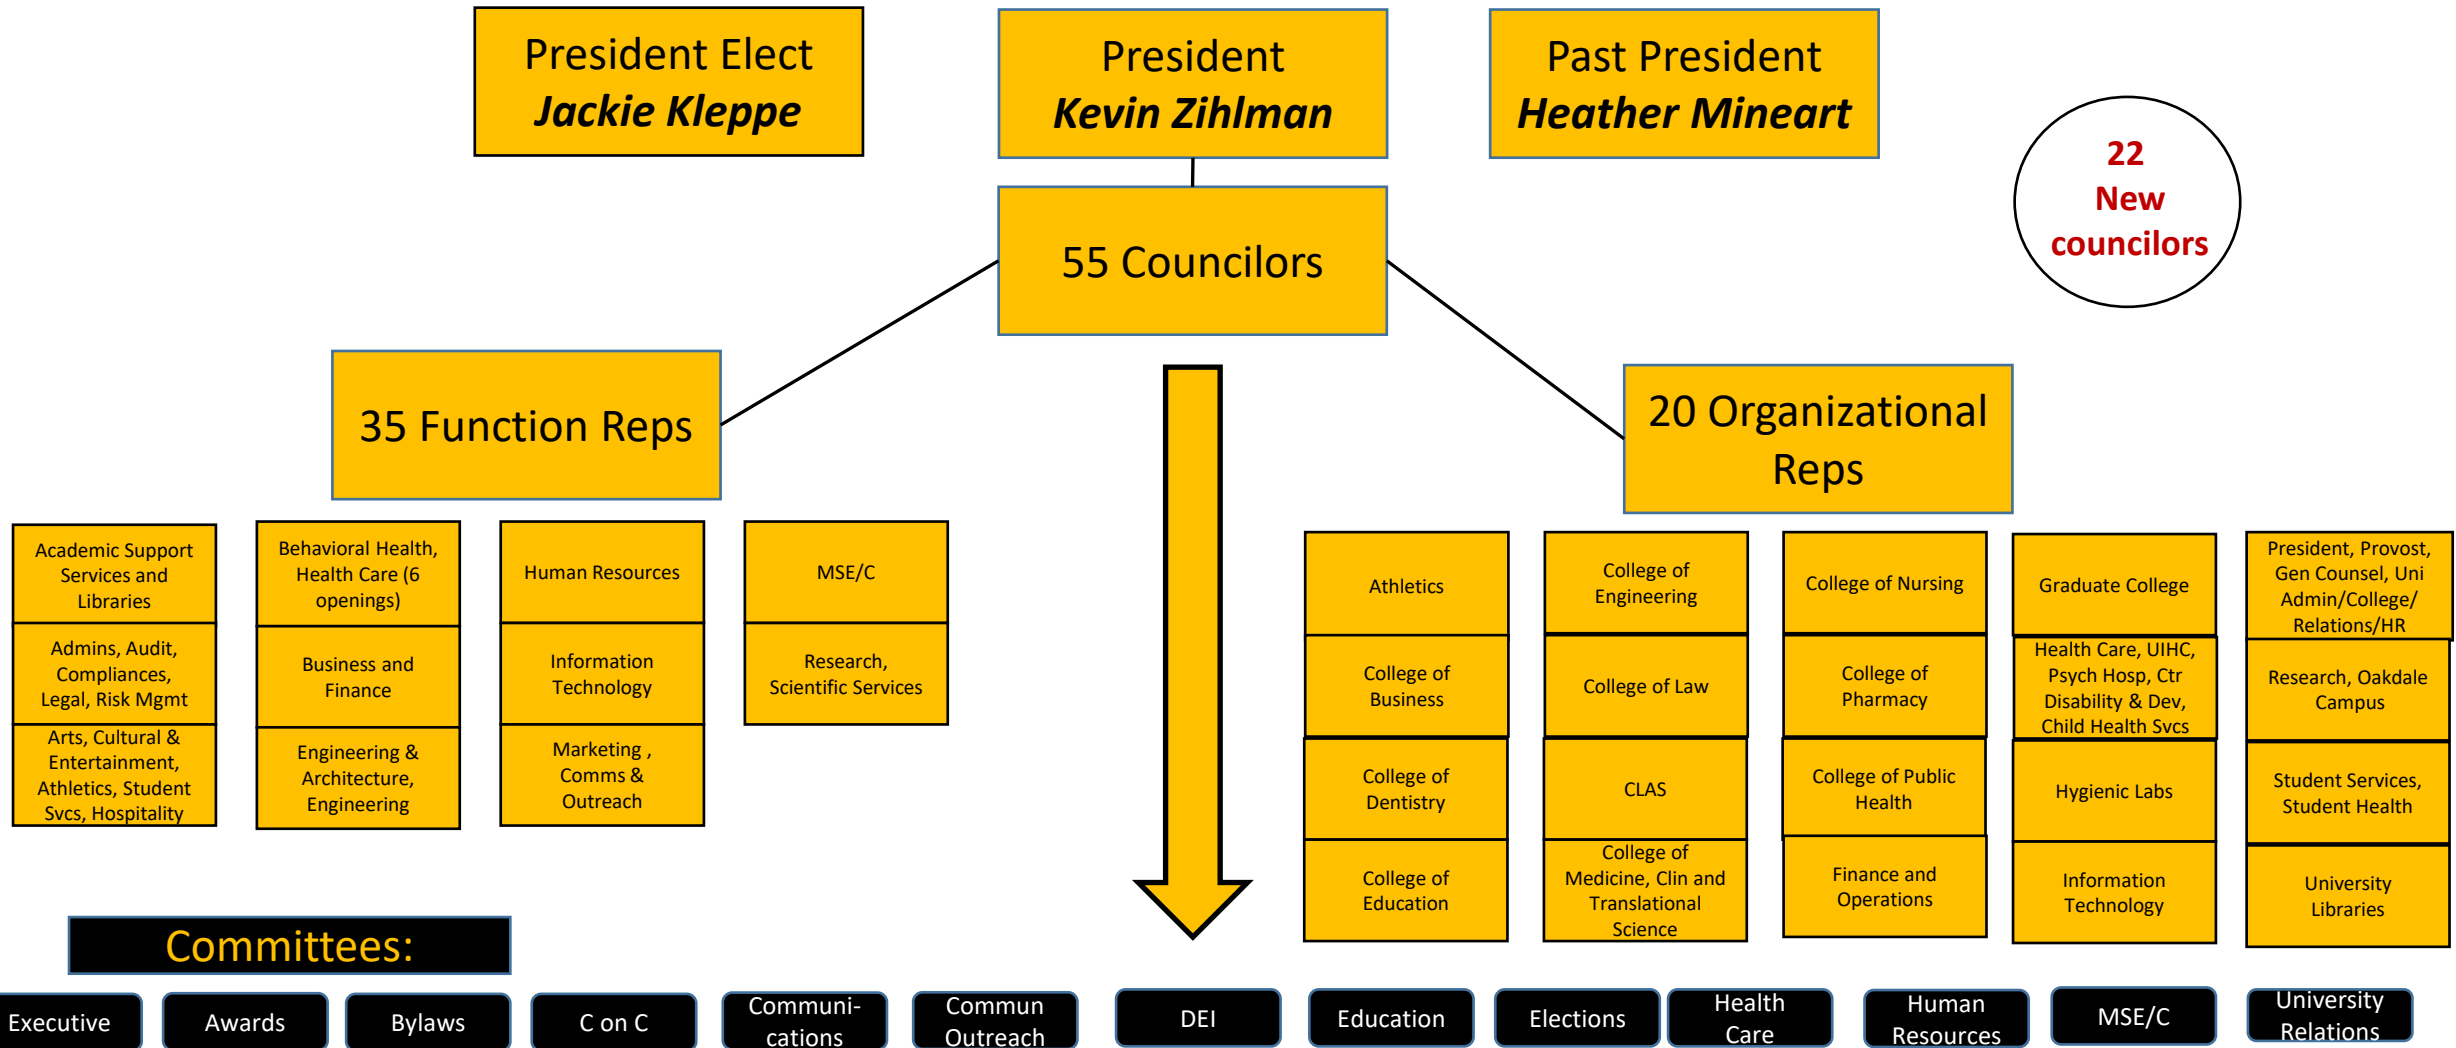 President Elect
Jackie Kleppe
President
Kevin Zihlman
Past President
Heather Mineart
22
New
councilors
55 Councilors
35 Function Reps
20 Organizational
Reps
Academic Support
Services and
Libraries
Admins, Audit,
Compliances,
Legal, Risk Mgmt
Arts, Cultural &
Entertainment,
Athletics, Student
Svcs, Hospitality
Behavioral Health,
Health Care (6
openings)
Business and
Finance
Engineering &
Architecture,
Engineering
Human Resources
Information
Technology
Marketing ,
Comms &
Outreach
MSE/C
Research,
Scientific Services
Athletics
College of
Business
College of
Dentistry
College of
Education
College of
Engineering
College of Law
CLAS
College of
Medicine, Clin and
Translational
Science
College of Nursing
College of
Pharmacy
College of Public
Health
Finance and
Operations
Graduate College
Health Care, UIHC,
Psych Hosp, Ctr
Disability & Dev,
Child Health Svcs
Hygienic Labs
Information
Technology
President, Provost,
Gen Counsel, Uni
Admin/College/
Relations/HR
Research, Oakdale
Campus
Student Services,
Student Health
University
Libraries
Committees:
Executive
Awards
Bylaws
C on C
Communi-
cations
Commun
Outreach
DEI
Education
Elections
Health
Care
Human
Resources
MSE/C
University
Relations